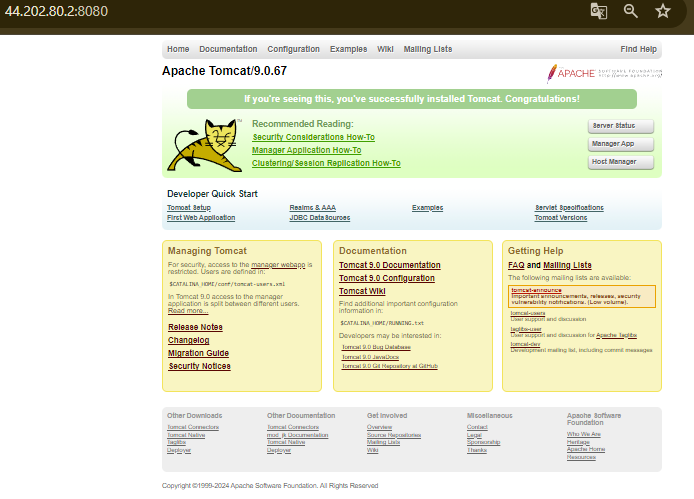 44.202.80.2:8080
Home Documentation Configuration Examples Wiki Mailing Lists Find Help
Apache Tomcat/9.0.67
APACHE SOFTWARE FOUNDATION
http://www.apache.org/
If you're seeing this, you've successfully installed Tomcat. Congratulations!
TM
Recommended Reading:
Security Considerations How-To
Manager Application How-To
Clustering/Session Replication How-To
Server Status
Manager App
Host Manager
Developer Quick Start
Tomcat Setup
First Web Application
Realms & AAA
JDBC DataSources
Examples
Servlet Specifications
Tomcat Versions
Managing Tomcat
For security, access to the manager webapp is
restricted. Users are defined in:
$CATALINA_HOME/conf/tomcat-users.xml
In Tomcat 9.0 access to the manager
application is split between different users.
Read more...
Release Notes
Changelog
Migration Guide
Security Notices
Documentation
Tomcat 9.0 Documentation
Tomcat 9.0 Configuration
Tomcat Wiki
Find additional important configuration
information in:
$CATALINA_HOME/RUNNING.txt
Developers may be interested in:
Tomcat 9.0 Bug Database
Tomcat 9.0 JavaDocs
Tomcat 9.0 Git Repository at GitHub
Getting Help
FAQ and Mailing Lists
The following mailing lists are available:
tomcat-announce
Important announcements, releases, security
vulnerability notifications. (Low volume).
tomcat-users
User support and discussion
taglibs-user
User support and discussion for Apache Taglibs
tomcat-dev
Development mailing list, including commit messages
Other Downloads
Tomcat Connectors
Tomcat Native
Taglibs
Deployer
Other Documentation
Tomcat Connectors
mod_jk Documentation
Tomcat Native
Deployer
Get Involved
Overview
Source Repositories
Mailing Lists
Wiki
Miscellaneous
Contact
Legal
Sponsorship
Thanks
Apache Software
Foundation
Who We Are
Heritage
Apache Home
Resources
Copyright ©1999-2024 Apache Software Foundation. All Rights Reserved